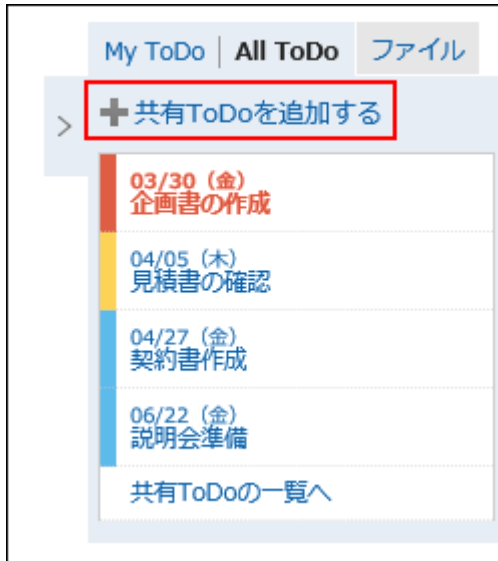 My ToDo | All ToDo ファイル
共有ToDoを追加する
03/30（金）
企画書の作成
04/05（木）
見積書の確認
04/27（金）
契約書作成
06/22（金）
説明会準備
共有ToDoの一覧へ